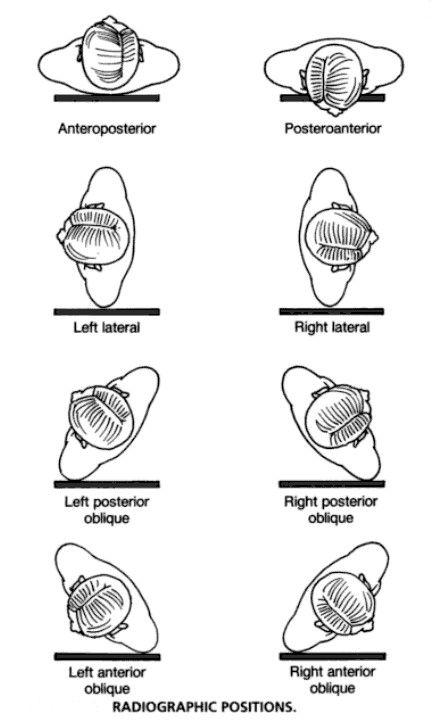 Anteroposterior
Posteroanterior
Left lateral
Right lateral
Left posterior
oblique
Right posterior
oblique
Left anterior
oblique
Right anterior
oblique
RADIOGRAPHIC POSITIONS.